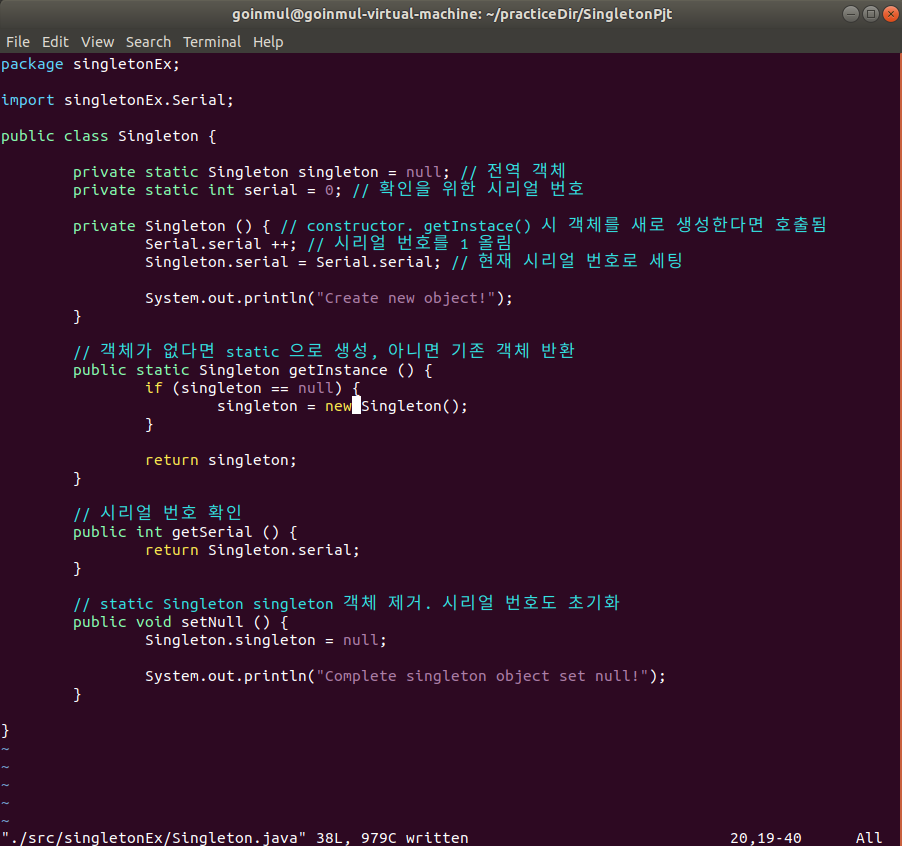 goinmul@goinmul-virtual-machine: ~/practiceDir/SingletonPjt
File Edit View Search Terminal Help
package singletonEx;
import singletonEx.Serial;
public class Singleton {
private static Singleton singleton = null; // 전역 객체
private static int serial = 0; // 확인을 위한 시리얼 번호
private Singleton () { // constructor. getInstace() 시 객체를 새로 생성한다면 호출됨
Serial.serial ++; // 시리얼 번호를 1 올림
Singleton.serial = Serial.serial; // 현재 시리얼 번호로 세팅
System.out.println("Create new object!");
}
// 객체가 없다면 static 으로 생성, 아니면 기존 객체 반환
public static Singleton getInstance () {
if (singleton == null) {
singleton = new Singleton();
}
return singleton;
}
// 시리얼 번호 확인
public int getSerial () {
return Singleton.serial;
}
// static Singleton singleton 객체 제거. 시리얼 번호도 초기화
public void setNull () {
Singleton.singleton = null;
System.out.println("Complete singleton object set null!");
}
}
~
~
~
~
~
"./src/singletonEx/Singleton.java" 38L, 979C written 20,19-40 All